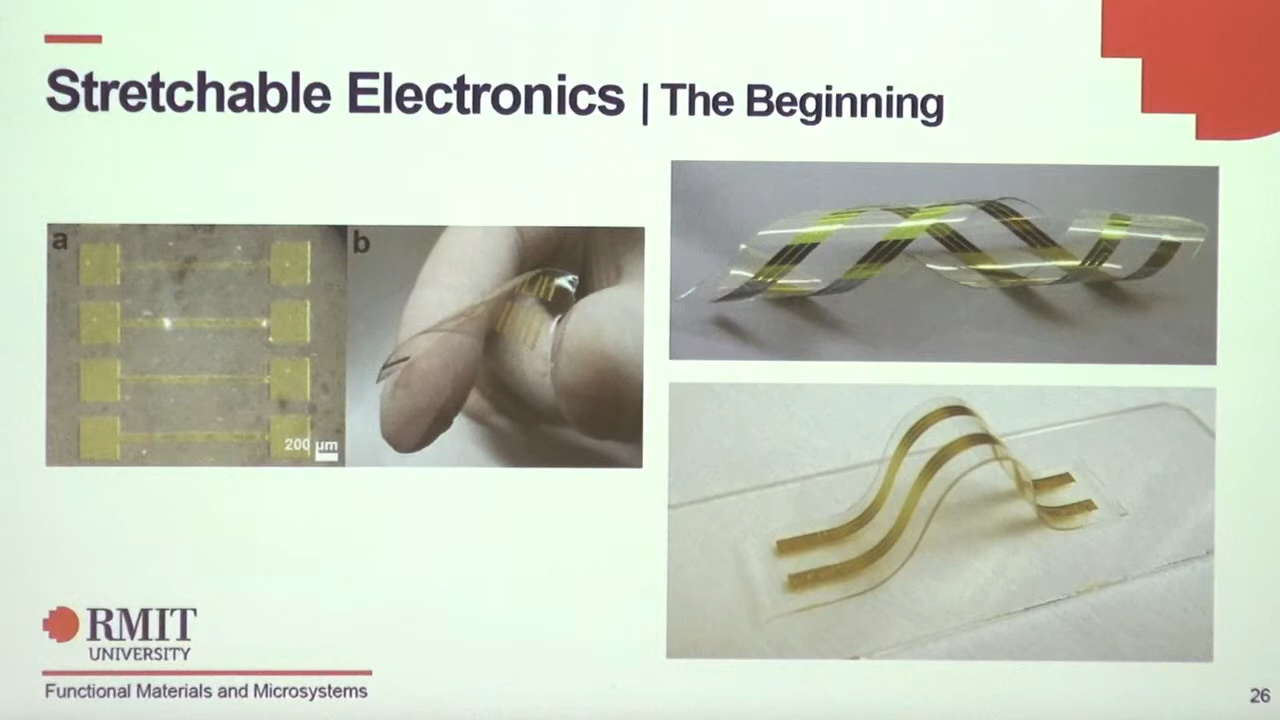 Stretchable Electronics | The Beginning
a
b
200 µm
RMIT
UNIVERSITY
Functional Materials and Microsystems
26